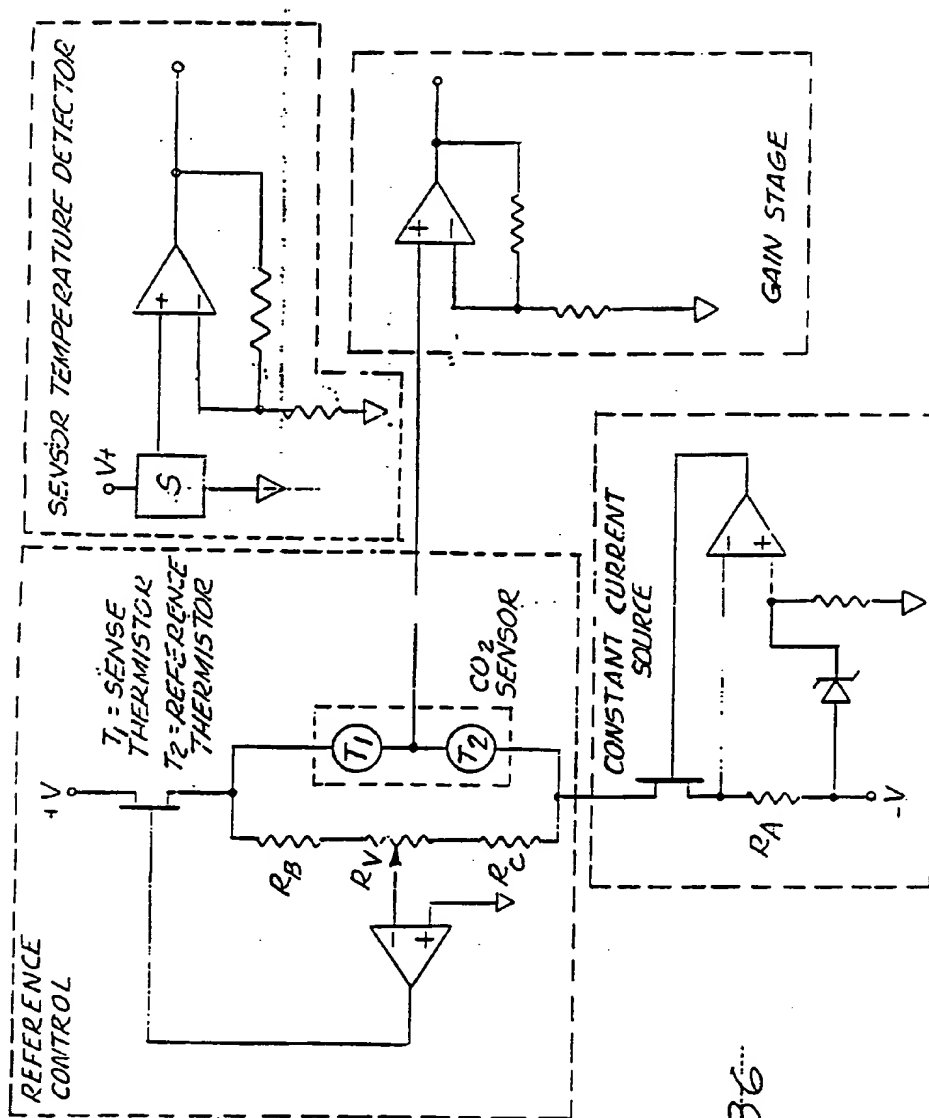 SENSOR TEMPERATURE DETECTOR
V+
S
+
−
REFERENCE
CONTROL
+V
T1 = SENSE
THERMISTOR
T2 = REFERENCE
THERMISTOR
T1
T2
CO2
SENSOR
RB
RV
RC
−
+
+
−
GAIN STAGE
CONSTANT CURRENT
SOURCE
−
+
RA
-V
36